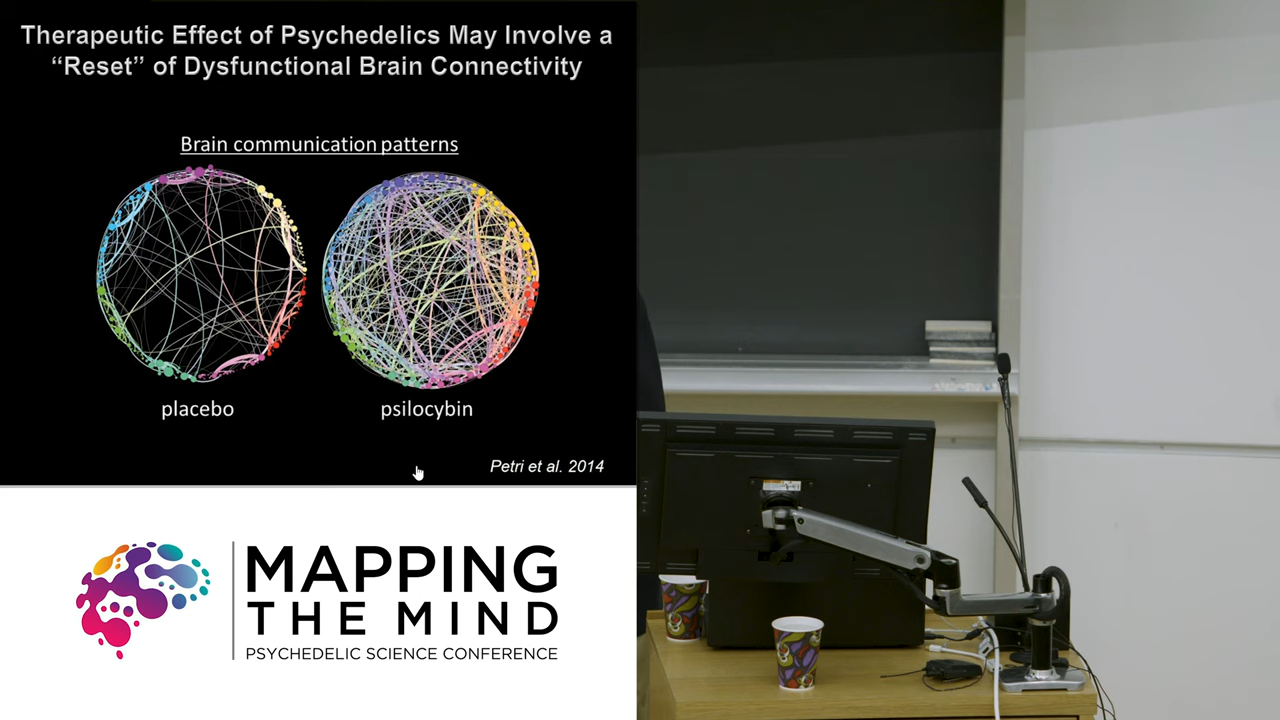 Therapeutic Effect of Psychedelics May Involve a
“Reset” of Dysfunctional Brain Connectivity
Brain communication patterns
placebo
psilocybin
Petri et al. 2014
MAPPING
THE MIND
PSYCHEDELIC SCIENCE CONFERENCE